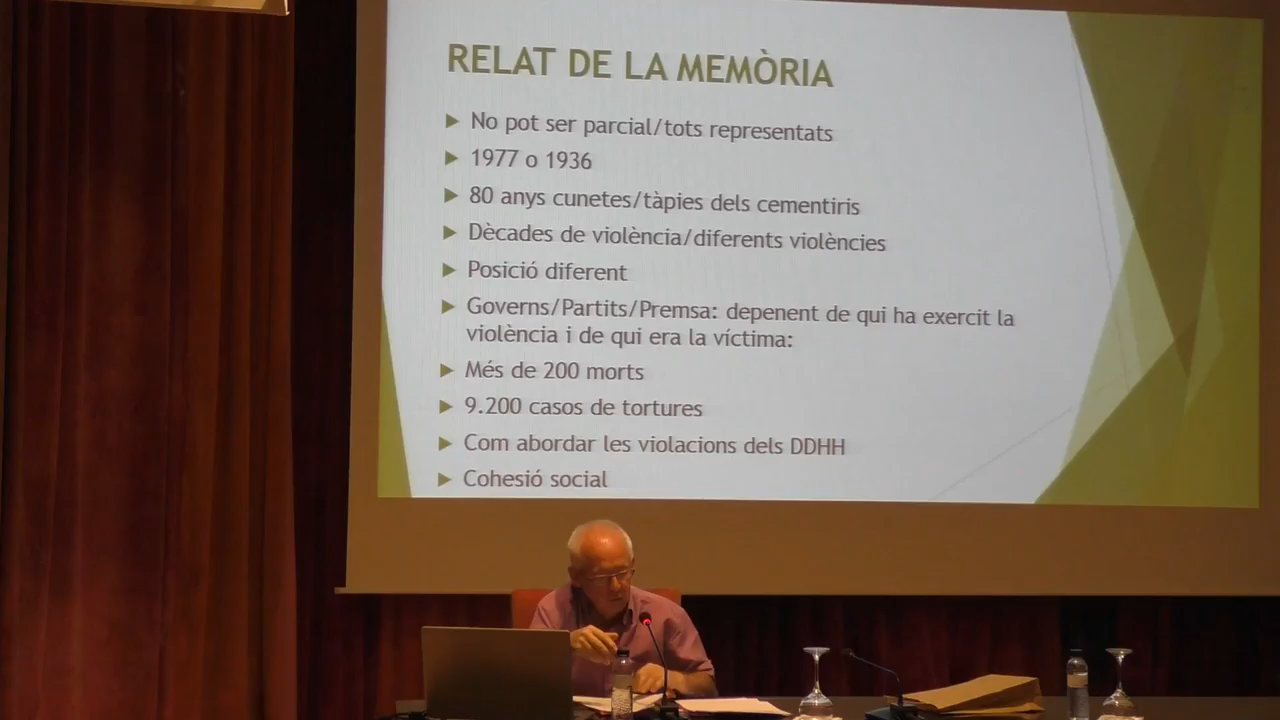 RELAT DE LA MEMÒRIA
No pot ser parcial/tots representats
1977 o 1936
80 anys cunetes/tàpies dels cementiris
Dècades de violència/diferents violències
Posició diferent
Governs/Partits/Premsa: depenent de qui ha exercit la
violència i de qui era la víctima:
Més de 200 morts
9.200 casos de tortures
Com abordar les violacions dels DDHH
Cohesió social